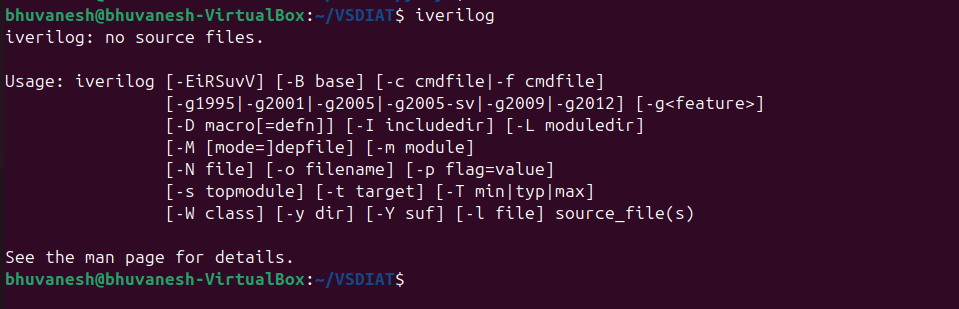 bhuvanesh@bhuvanesh-VirtualBox:~/VSDIAT$ iverilog
iverilog: no source files.

Usage: iverilog [-EiRSuvV] [-B base] [-c cmdfile|-f cmdfile]
                [-g1995|-g2001|-g2005|-g2005-sv|-g2009|-g2012] [-g<feature>]
                [-D macro[=defn]] [-I includedir] [-L moduledir]
                [-M [mode=]depfile] [-m module]
                [-N file] [-o filename] [-p flag=value]
                [-s topmodule] [-t target] [-T min|typ|max]
                [-W class] [-y dir] [-Y suf] [-l file] source_file(s)

See the man page for details.
bhuvanesh@bhuvanesh-VirtualBox:~/VSDIAT$